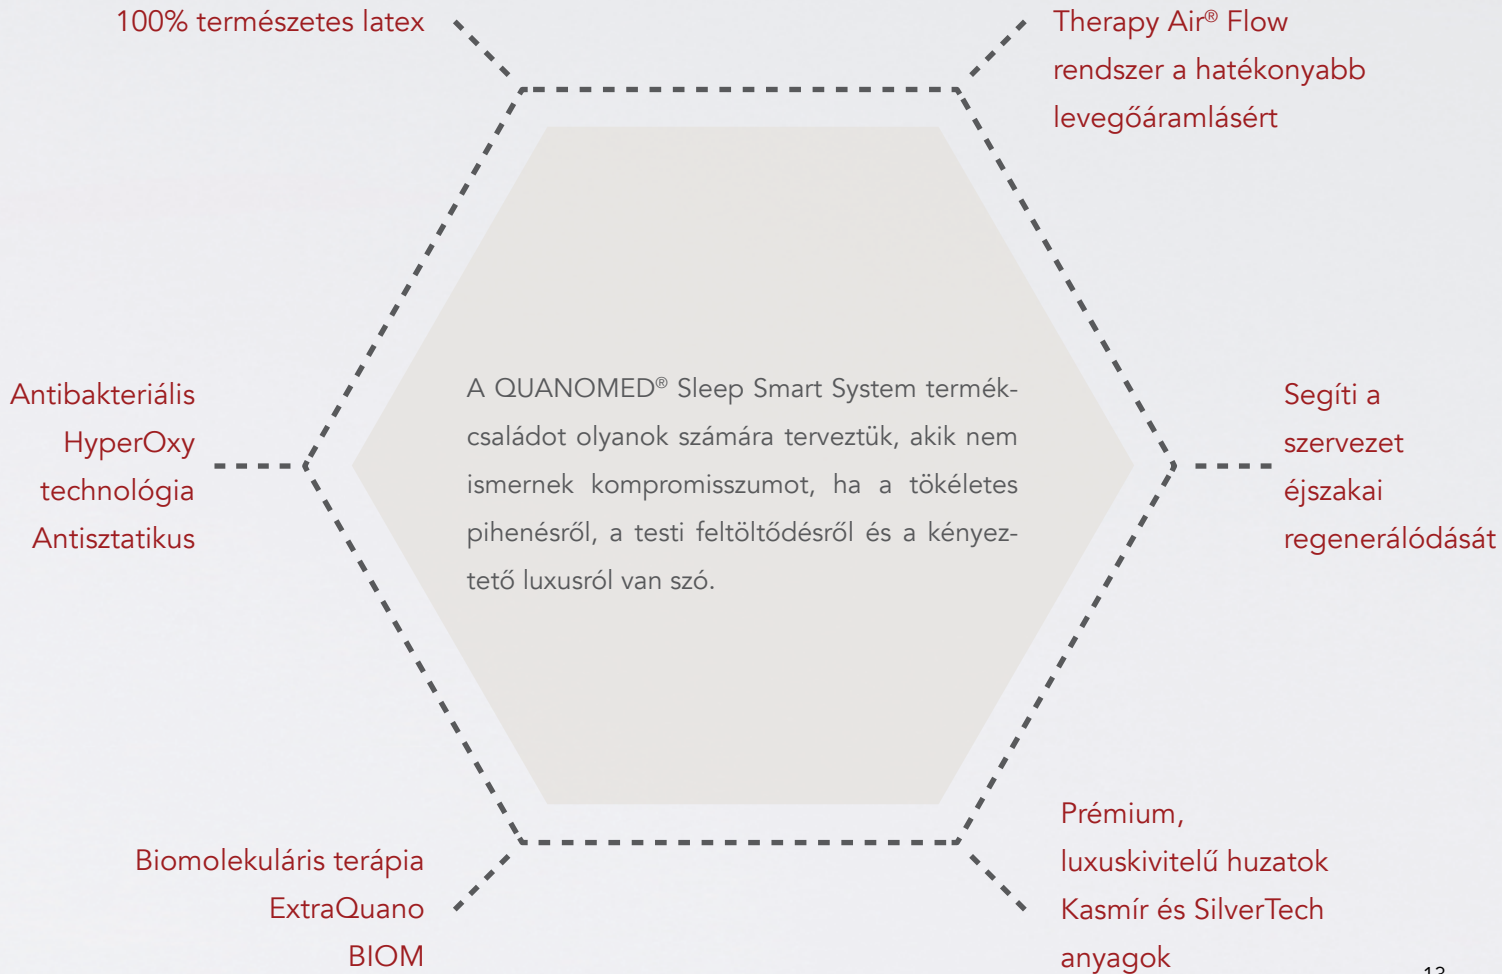 100% természetes latex
Therapy Air® Flow
rendszer a hatékonyabb
levegőáramlásért
Antibakteriális
HyperOxy
technológia
Antisztatikus
A QUANOMED® Sleep Smart System termék-
családot olyanok számára terveztük, akik nem
ismernek kompromisszumot, ha a tökéletes
pihenésről, a testi feltöltődésről és a kényez-
tető luxusról van szó.
Segíti a
szervezet
éjszakai
regenerálódását
Biomolekuláris terápia
ExtraQuano
BIOM
Prémium,
luxuskivitelű huzatok
Kasmír és SilverTech
anyagok
13